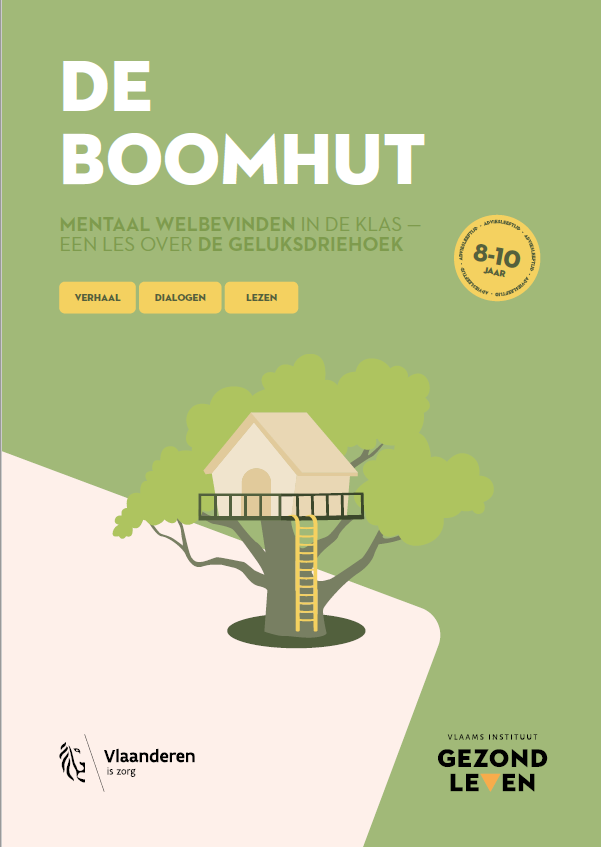 DE
BOOMHUT
MENTAAL WELBEVINDEN IN DE KLAS —
EEN LES OVER DE GELUKSDRIEHOEK
ADVIESLEEFTIJD · ADVIESLEEFTIJD · ADVIESLEEFTIJD · ADVIESLEEFTIJD ·
8-10
JAAR
VERHAAL
DIALOGEN
LEZEN
Vlaanderen
is zorg
VLAAMS INSTITUUT
GEZOND
LEVEN